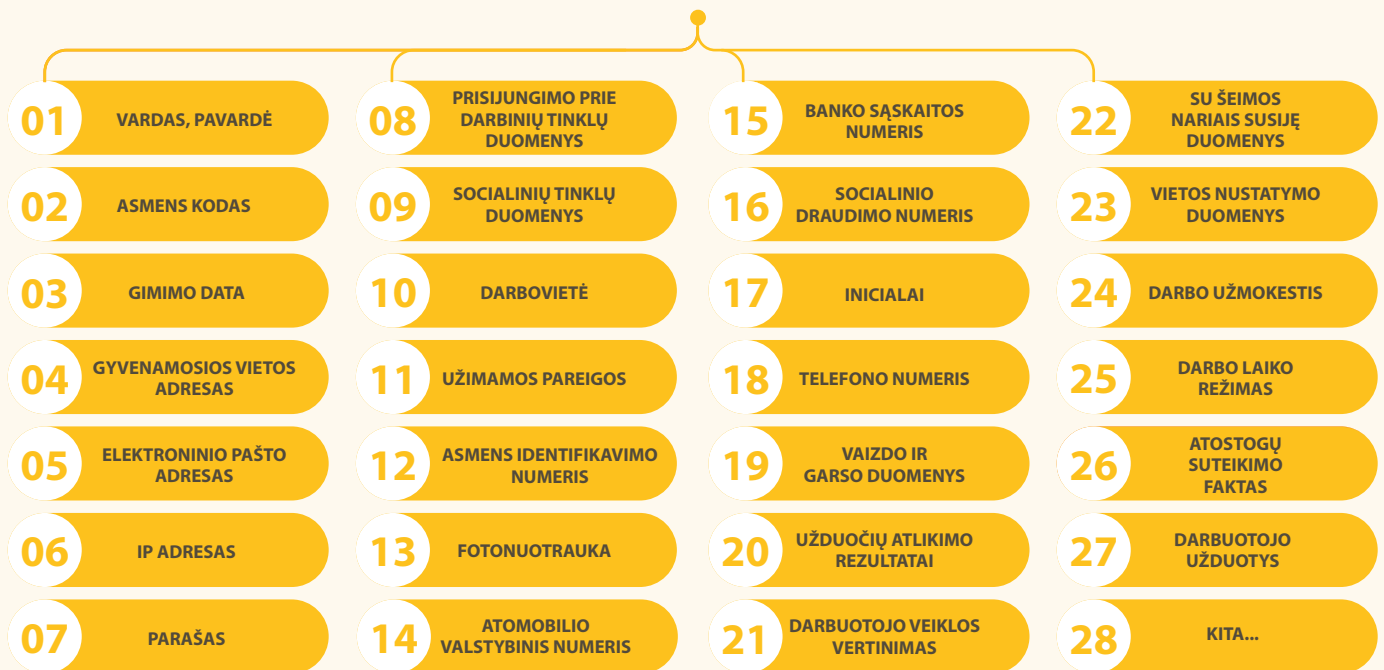 01
VARDAS, PAVARDĖ
02
ASMENS KODAS
03
GIMIMO DATA
04
GYVENAMOSIOS VIETOS
ADRESAS
05
ELEKTRONINIO PAŠTO
ADRESAS
06
IP ADRESAS
07
PARAŠAS
08
PRISIJUNGIMO PRIE
DARBINIŲ TINKLŲ
DUOMENYS
09
SOCIALINIŲ TINKLŲ
DUOMENYS
10
DARBOVIETĖ
11
UŽIMAMOS PAREIGOS
12
ASMENS IDENTIFIKAVIMO
NUMERIS
13
FOTONUOTRAUKA
14
ATOMOBILIO
VALSTYBINIS NUMERIS
15
BANKO SĄSKAITOS
NUMERIS
16
SOCIALINIO
DRAUDIMO NUMERIS
17
INICIALAI
18
TELEFONO NUMERIS
19
VAIZDO IR
GARSO DUOMENYS
20
UŽDUOČIŲ ATLIKIMO
REZULTATAI
21
DARBUOTOJO VEIKLOS
VERTINIMAS
22
SU ŠEIMOS
NARIAIS SUSIJĘ
DUOMENYS
23
VIETOS NUSTATYMO
DUOMENYS
24
DARBO UŽMOKESTIS
25
DARBO LAIKO
REŽIMAS
26
ATOSTOGŲ
SUTEIKIMO
FAKTAS
27
DARBUOTOJO
UŽDUOTYS
28
KITA...